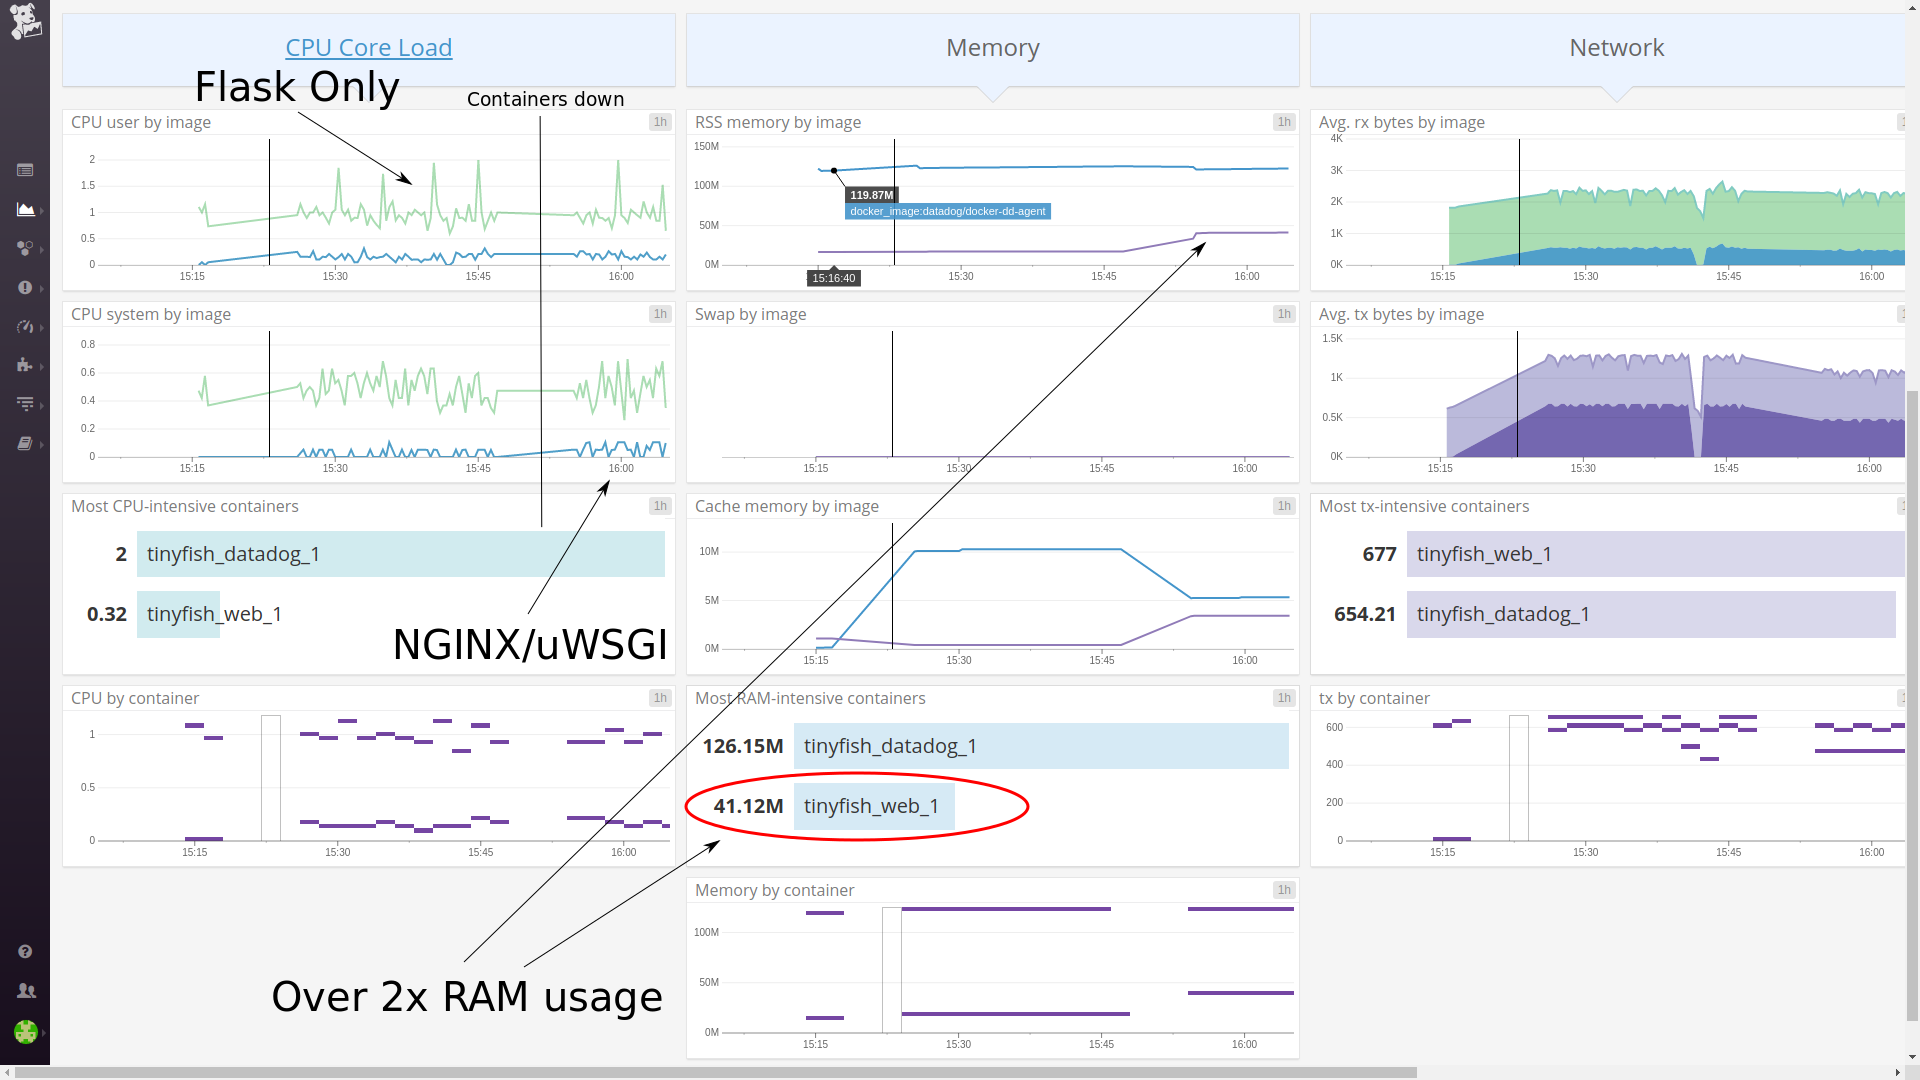 CPU Core Load
Memory
Network
Flask Only
Containers down
CPU user by image
1h
2
1.5
1
0.5
0
15:15
15:30
15:45
16:00
RSS memory by image
1h
150M
100M
50M
0M
119.87M
docker_image:datadog/docker-dd-agent
15:16:40
15:30
15:45
16:00
Avg. rx bytes by image
4K
3K
2K
1K
0K
15:15
15:30
15:45
16:00
CPU system by image
1h
0.8
0.6
0.4
0.2
0
15:15
15:30
15:45
16:00
Swap by image
1h
15:15
15:30
15:45
16:00
Avg. tx bytes by image
1.5K
1K
0.5K
0K
15:15
15:30
15:45
16:00
Most CPU-intensive containers
1h
2 tinyfish_datadog_1
0.32 tinyfish_web_1
NGINX/uWSGI
Cache memory by image
1h
10M
5M
0M
15:15
15:30
15:45
16:00
Most tx-intensive containers
677 tinyfish_web_1
654.21 tinyfish_datadog_1
CPU by container
1h
1
0.5
0
15:15
15:30
15:45
16:00
Most RAM-intensive containers
1h
126.15M tinyfish_datadog_1
41.12M tinyfish_web_1
tx by container
600
400
200
0
15:15
15:30
15:45
16:00
Over 2x RAM usage
Memory by container
1h
100M
50M
0M
15:15
15:30
15:45
16:00